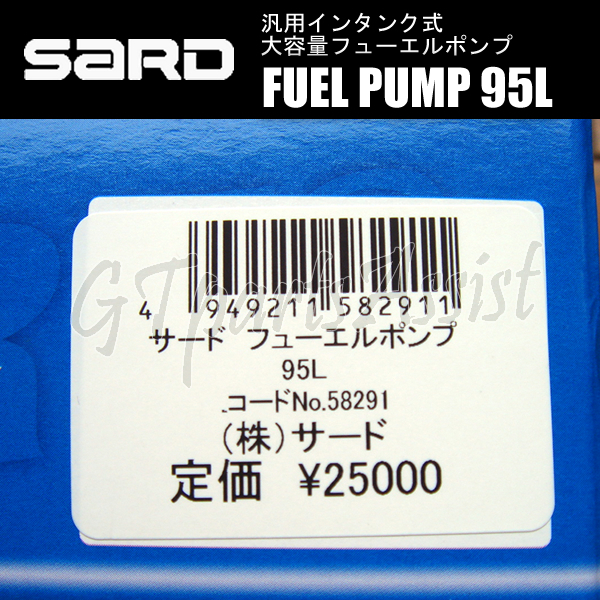 SARD
汎用インタンク式
大容量フューエルポンプ
FUEL PUMP 95L
4 949211 582911
サード フューエルポンプ
95L
コードNo.58291
(株)サード
定価 ¥25000
GTpartsAssist